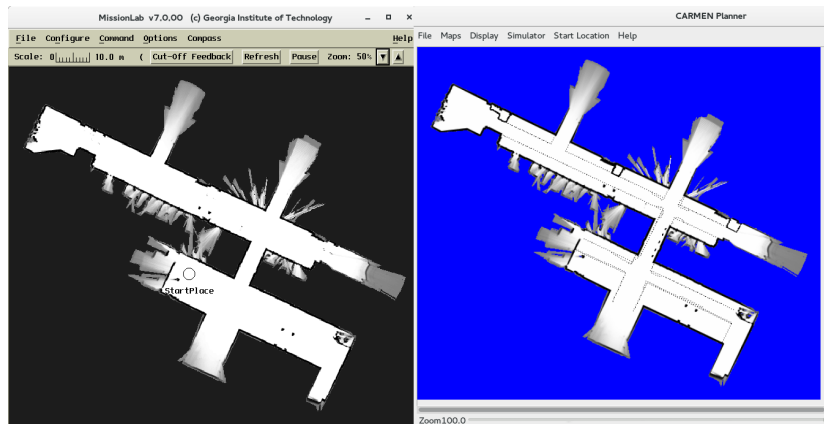 MissionLab v7.0.00 (c) Georgia Institute of Technology
File Configure Command Options Compass Help
Scale: 0 10.0 m ( Cut-Off Feedback Refresh Pause Zoom: 50%
StartPlace
CARMEN Planner
File Maps Display Simulator Start Location Help
Zoom100.0